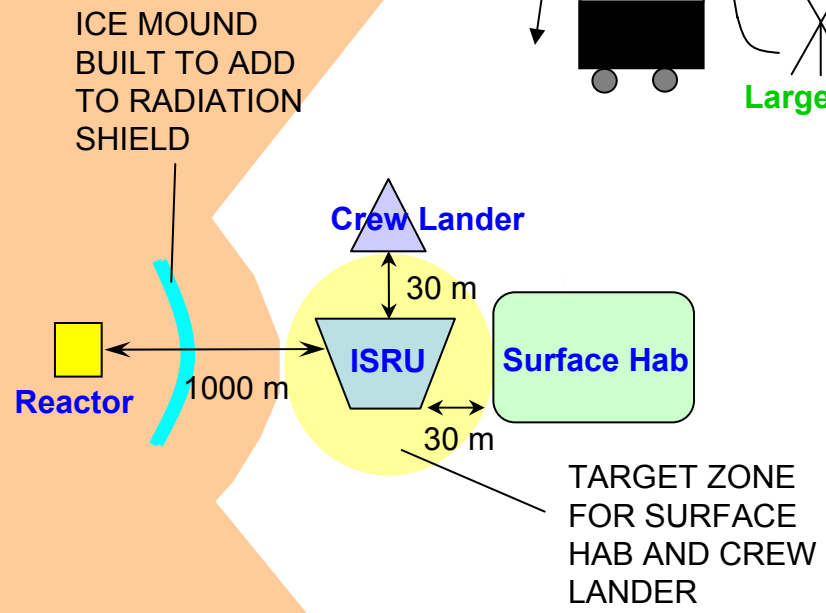 ICE MOUND
BUILT TO ADD
TO RADIATION
SHIELD
Large
Crew Lander
30 m
ISRU
Surface Hab
1000 m
Reactor
30 m
TARGET ZONE
FOR SURFACE
HAB AND CREW
LANDER